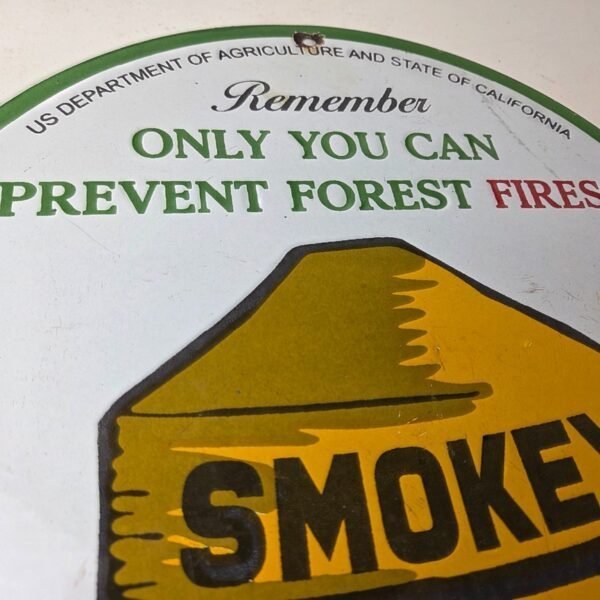 US DEPARTMENT OF AGRICULTURE AND STATE OF CALIFORNIA
Remember
ONLY YOU CAN
PREVENT FOREST FIRES
SMOKEY